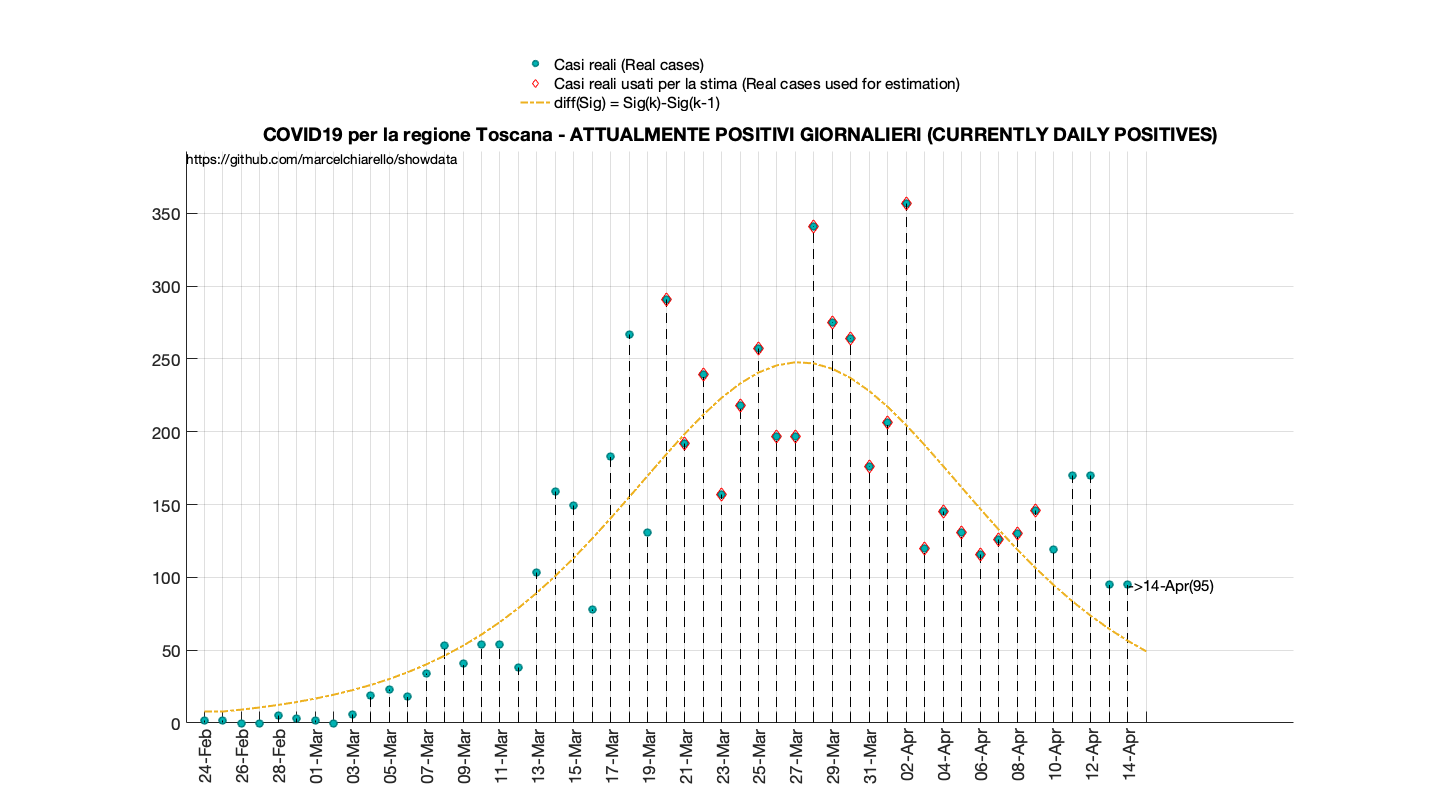 Casi reali (Real cases)
Casi reali usati per la stima (Real cases used for estimation)
diff(Sig) = Sig(k)-Sig(k-1)
COVID19 per la regione Toscana - ATTUALMENTE POSITIVI GIORNALIERI (CURRENTLY DAILY POSITIVES)
https://github.com/marcelchiarello/showdata
350
300
250
200
150
100
50
0
->14-Apr(95)
24-Feb
26-Feb
28-Feb
01-Mar
03-Mar
05-Mar
07-Mar
09-Mar
11-Mar
13-Mar
15-Mar
17-Mar
19-Mar
21-Mar
23-Mar
25-Mar
27-Mar
29-Mar
31-Mar
02-Apr
04-Apr
06-Apr
08-Apr
10-Apr
12-Apr
14-Apr